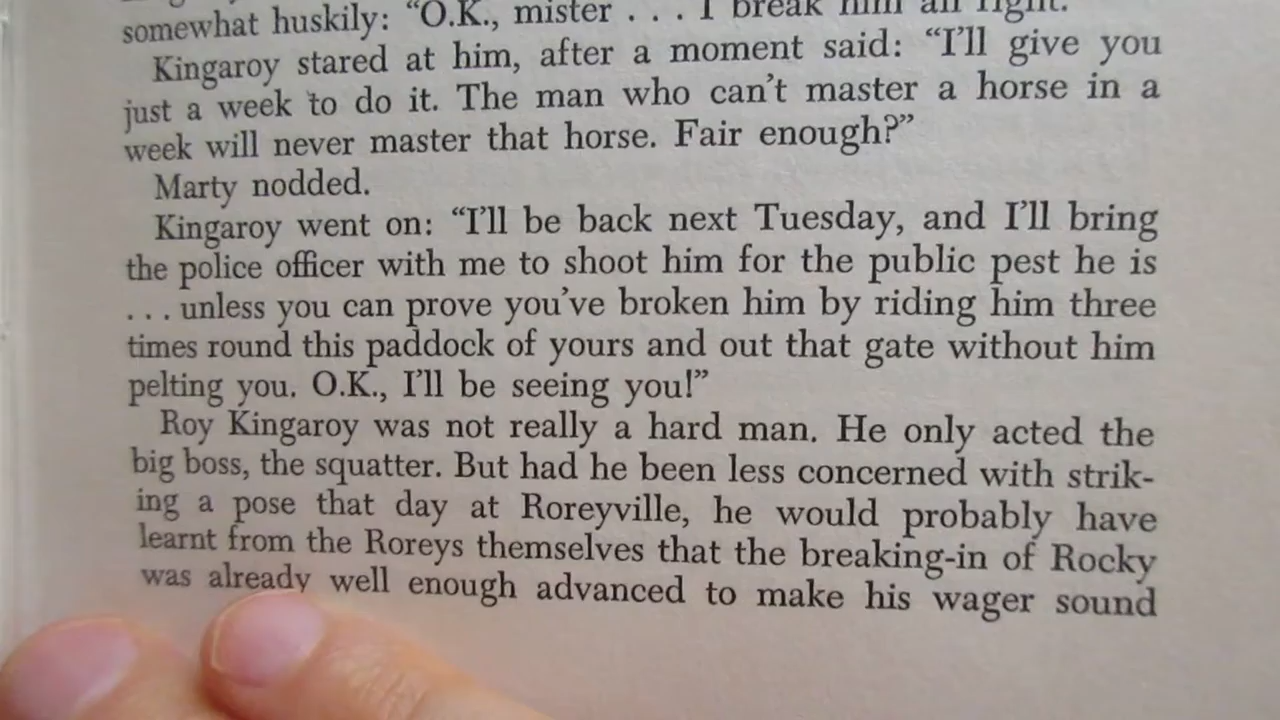 somewhat huskily: “O.K., mister . . . I break him all right.
Kingaroy stared at him, after a moment said: “I’ll give you
just a week to do it. The man who can’t master a horse in a
week will never master that horse. Fair enough?”
Marty nodded.
Kingaroy went on: “I’ll be back next Tuesday, and I’ll bring
the police officer with me to shoot him for the public pest he is
. . . unless you can prove you’ve broken him by riding him three
times round this paddock of yours and out that gate without him
pelting you. O.K., I’ll be seeing you!”
Roy Kingaroy was not really a hard man. He only acted the
big boss, the squatter. But had he been less concerned with strik-
ing a pose that day at Roreyville, he would probably have
learnt from the Roreys themselves that the breaking-in of Rocky
was already well enough advanced to make his wager sound